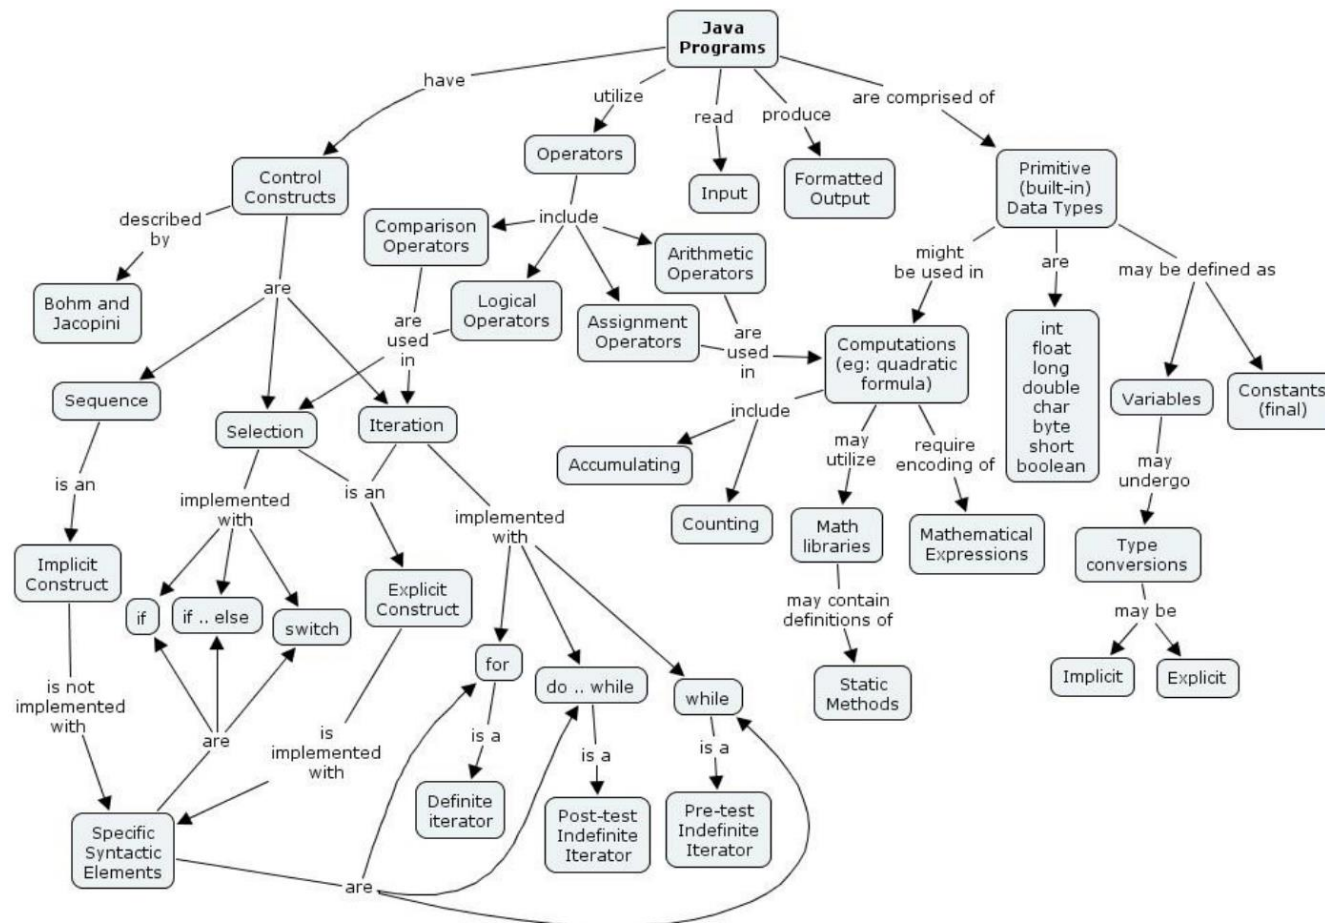 Java
Programs
have
utilize
read
produce
are comprised of
Control
Constructs
Operators
Input
Formatted
Output
Primitive
(built-in)
Data Types
described
by
Bohm and
Jacopini
are
include
Comparison
Operators
Logical
Operators
Assignment
Operators
Arithmetic
Operators
are
used
in
are
used
in
might
be used in
are
may be defined as
Computations
(eg: quadratic
formula)
int
float
long
double
char
byte
short
boolean
Variables
Constants
(final)
Sequence
Selection
Iteration
include
Accumulating
Counting
may
utilize
require
encoding of
Math
libraries
Mathematical
Expressions
may
undergo
Type
conversions
may be
Implicit
Explicit
may contain
definitions of
Static
Methods
is an
Implicit
Construct
implemented
with
is an
implemented
with
if
if .. else
switch
Explicit
Construct
for
do .. while
while
is not
implemented
with
are
is
implemented
with
is a
is a
is a
Definite
iterator
Post-test
Indefinite
Iterator
Pre-test
Indefinite
Iterator
Specific
Syntactic
Elements
are